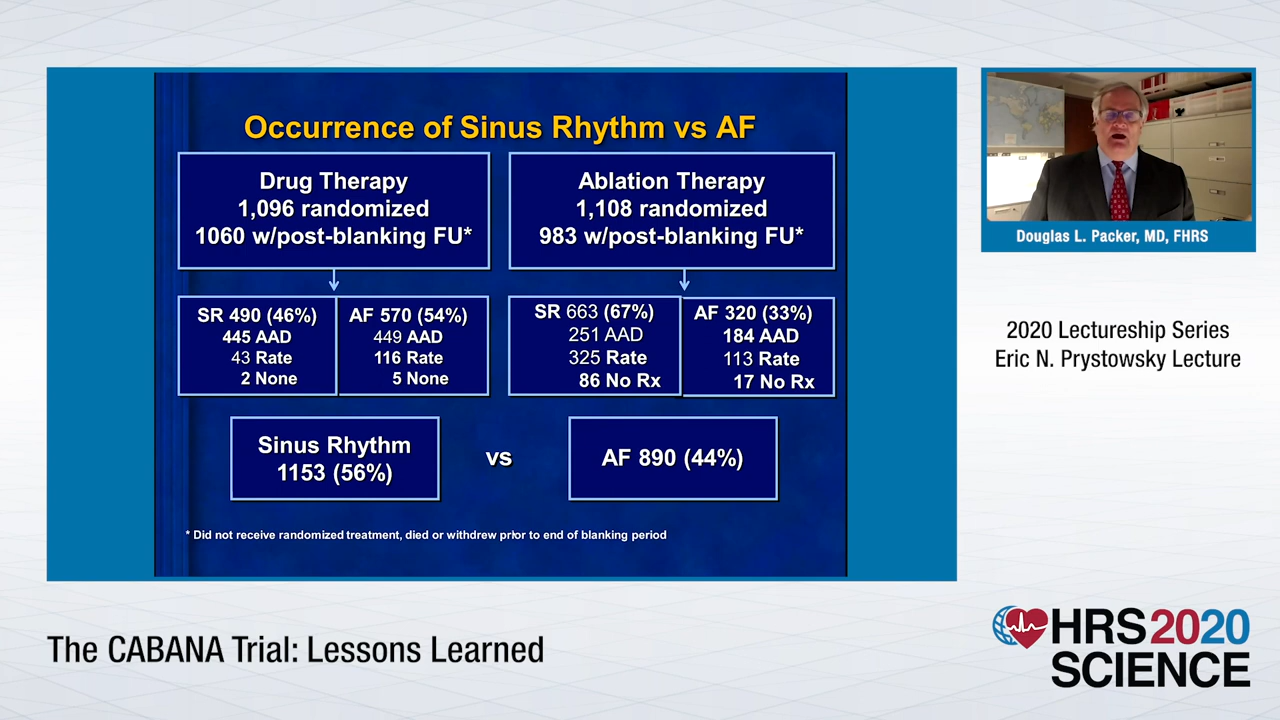 Occurrence of Sinus Rhythm vs AF
Drug Therapy
1,096 randomized
1060 w/post-blanking FU*
Ablation Therapy
1,108 randomized
983 w/post-blanking FU*
SR 490 (46%)
445 AAD
43 Rate
2 None
AF 570 (54%)
449 AAD
116 Rate
5 None
SR 663 (67%)
251 AAD
325 Rate
86 No Rx
AF 320 (33%)
184 AAD
113 Rate
17 No Rx
Sinus Rhythm
1153 (56%)
vs
AF 890 (44%)
* Did not receive randomized treatment, died or withdrew prior to end of blanking period
Douglas L. Packer, MD, FHRS
2020 Lectureship Series
Eric N. Prystowsky Lecture
The CABANA Trial: Lessons Learned
HRS2020
SCIENCE